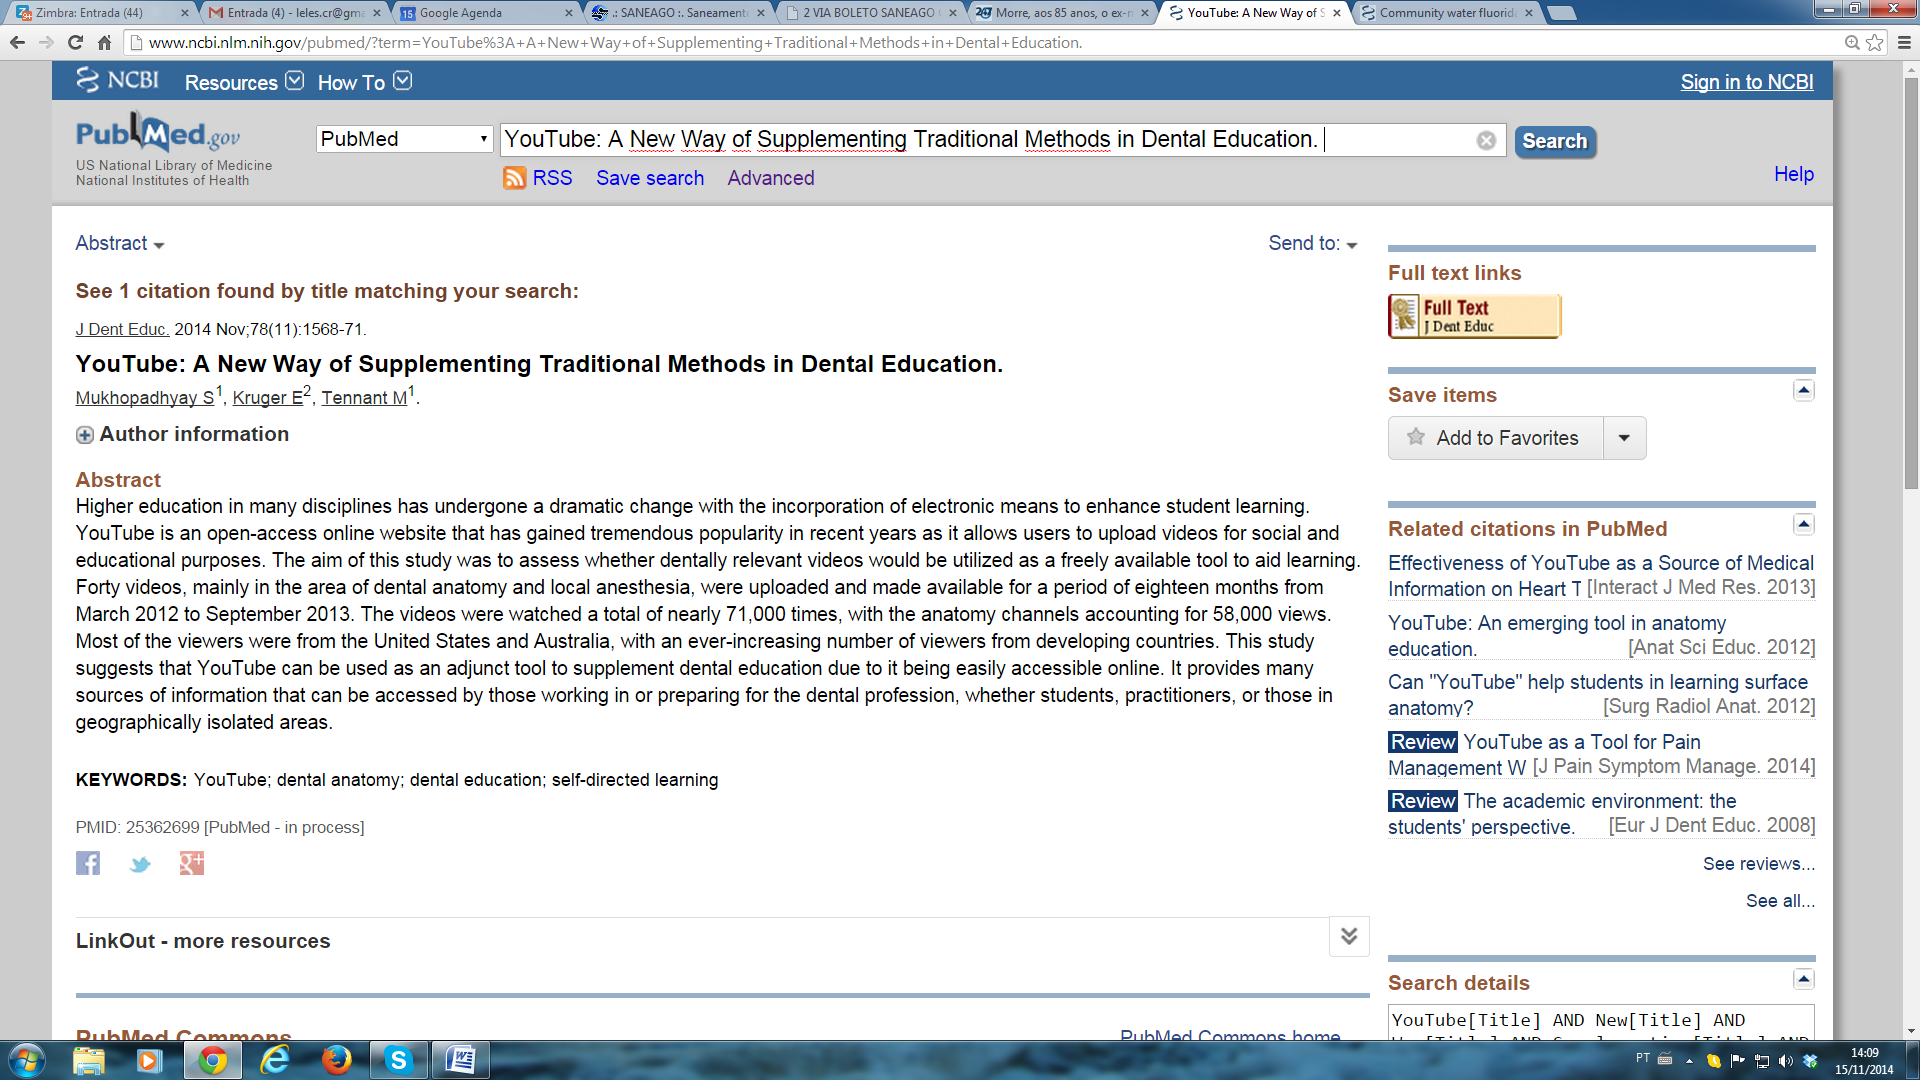 Zimbra: Entrada (44)
Entrada (4) - leles.cr@gma
Google Agenda
.: SANEAGO :. Saneament
2 VIA BOLETO SANEAGO
Morre, aos 85 anos, o ex-
YouTube: A New Way of S
Community water fluorid
www.ncbi.nlm.nih.gov/pubmed/?term=YouTube%3A+A+New+Way+of+Supplementing+Traditional+Methods+in+Dental+Education.
NCBI Resources How To Sign in to NCBI
PubMed.gov
US National Library of Medicine
National Institutes of Health
PubMed
YouTube: A New Way of Supplementing Traditional Methods in Dental Education.
Search
RSS Save search Advanced
Help
Abstract
Send to:
See 1 citation found by title matching your search:
J Dent Educ. 2014 Nov;78(11):1568-71.
YouTube: A New Way of Supplementing Traditional Methods in Dental Education.
Mukhopadhyay S1, Kruger E2, Tennant M1.
Author information
Abstract
Higher education in many disciplines has undergone a dramatic change with the incorporation of electronic means to enhance student learning.
YouTube is an open-access online website that has gained tremendous popularity in recent years as it allows users to upload videos for social and
educational purposes. The aim of this study was to assess whether dentally relevant videos would be utilized as a freely available tool to aid learning.
Forty videos, mainly in the area of dental anatomy and local anesthesia, were uploaded and made available for a period of eighteen months from
March 2012 to September 2013. The videos were watched a total of nearly 71,000 times, with the anatomy channels accounting for 58,000 views.
Most of the viewers were from the United States and Australia, with an ever-increasing number of viewers from developing countries. This study
suggests that YouTube can be used as an adjunct tool to supplement dental education due to it being easily accessible online. It provides many
sources of information that can be accessed by those working in or preparing for the dental profession, whether students, practitioners, or those in
geographically isolated areas.
KEYWORDS: YouTube; dental anatomy; dental education; self-directed learning
PMID: 25362699 [PubMed - in process]
LinkOut - more resources
PubMed Commons
PubMed Commons home
Full text links
Full Text
J Dent Educ
Save items
Add to Favorites
Related citations in PubMed
Effectiveness of YouTube as a Source of Medical
Information on Heart T [Interact J Med Res. 2013]
YouTube: An emerging tool in anatomy
education. [Anat Sci Educ. 2012]
Can "YouTube" help students in learning surface
anatomy? [Surg Radiol Anat. 2012]
Review YouTube as a Tool for Pain
Management W [J Pain Symptom Manage. 2014]
Review The academic environment: the
students' perspective. [Eur J Dent Educ. 2008]
See reviews...
See all...
Search details
YouTube[Title] AND New[Title] AND
PT
14:09
15/11/2014